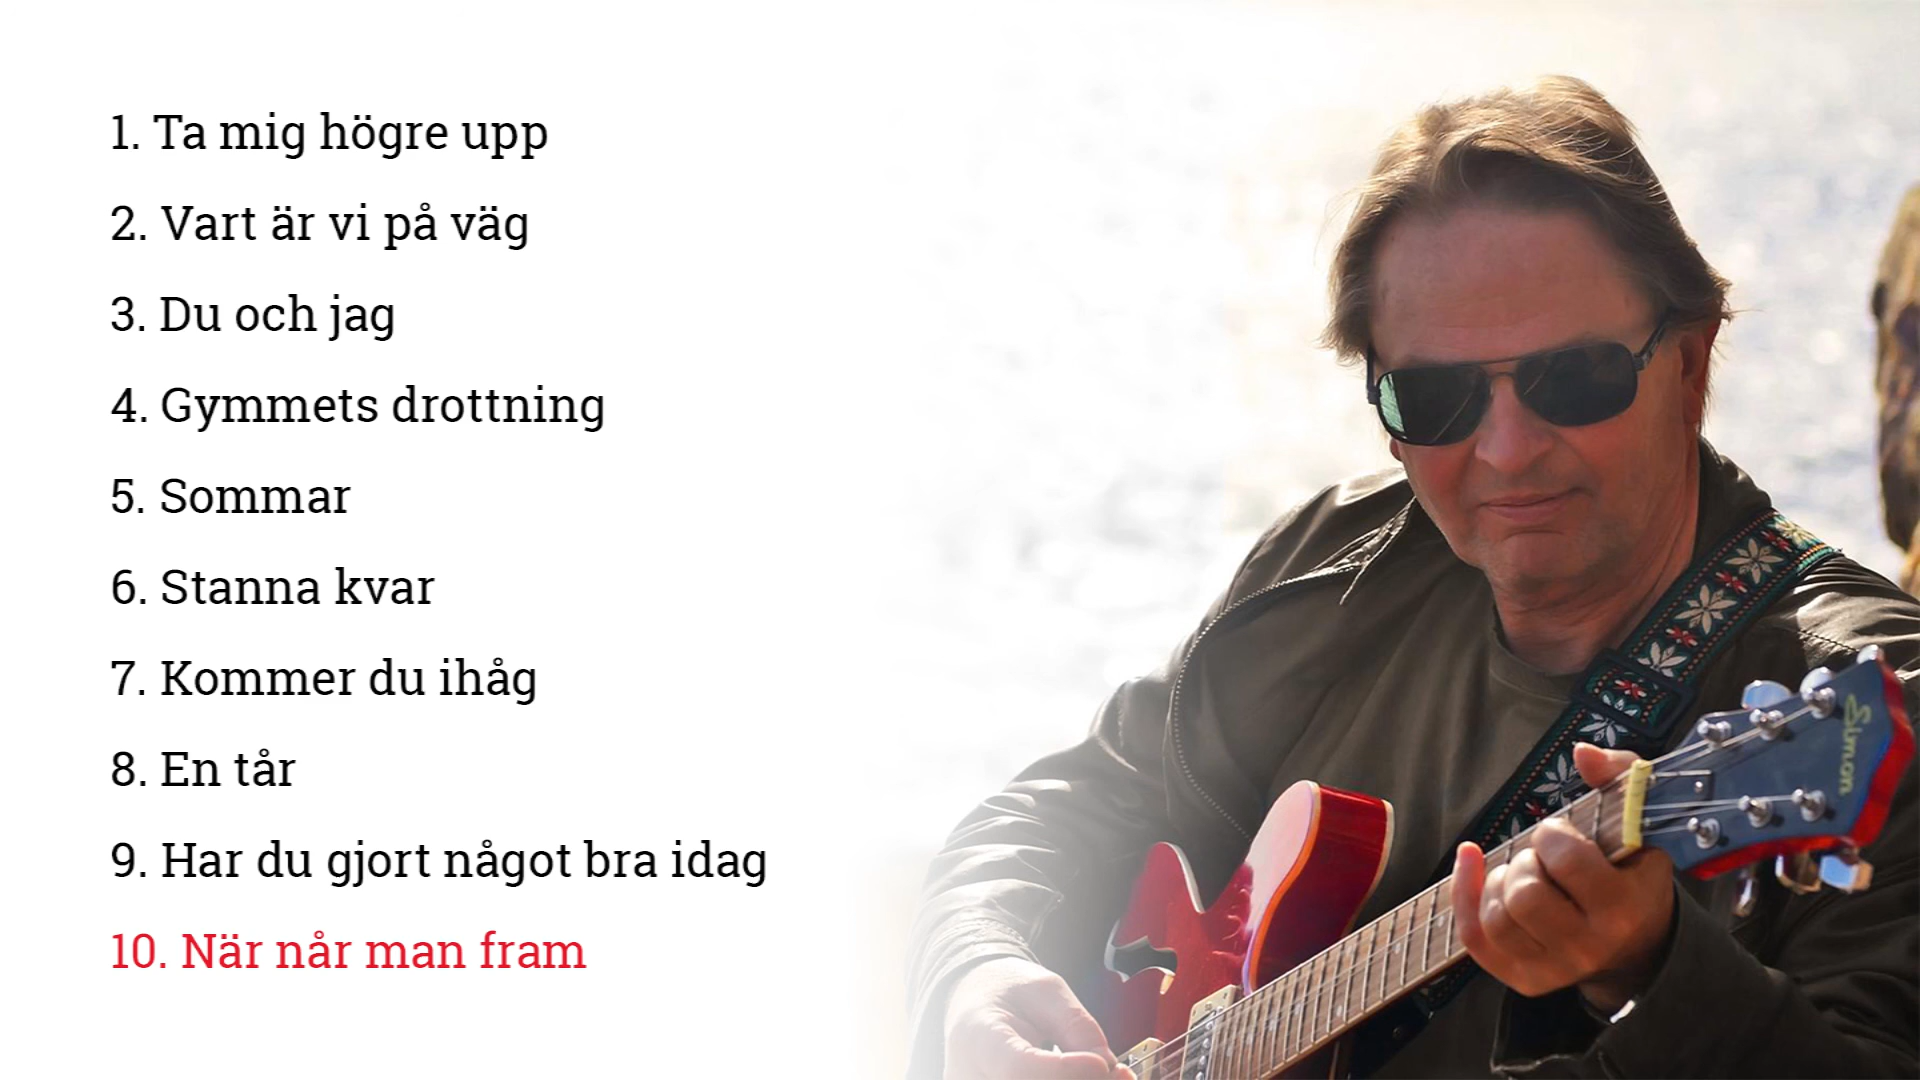 1. Ta mig högre upp
2. Vart är vi på väg
3. Du och jag
4. Gymmets drottning
5. Sommar
6. Stanna kvar
7. Kommer du ihåg
8. En tår
9. Har du gjort något bra idag
10. När når man fram
Simon